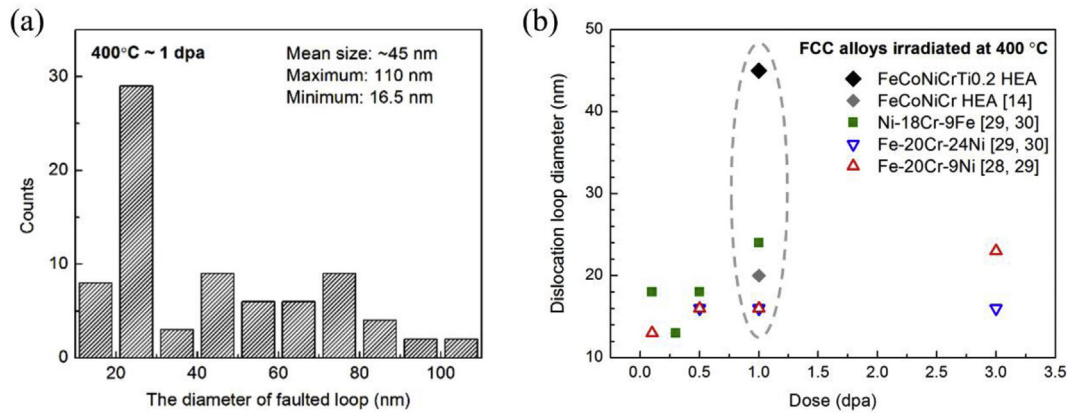 (a)
400°C ~ 1 dpa
Mean size: ~45 nm
Maximum: 110 nm
Minimum: 16.5 nm
30
20
10
0
Counts
20 40 60 80 100
The diameter of faulted loop (nm)
(b)
50
40
30
20
10
Dislocation loop diameter (nm)
FCC alloys irradiated at 400 °C
FeCoNiCrTi0.2 HEA
FeCoNiCr HEA [14]
Ni-18Cr-9Fe [29, 30]
Fe-20Cr-24Ni [29, 30]
Fe-20Cr-9Ni [28, 29]
0.0 0.5 1.0 1.5 2.0 2.5 3.0 3.5
Dose (dpa)